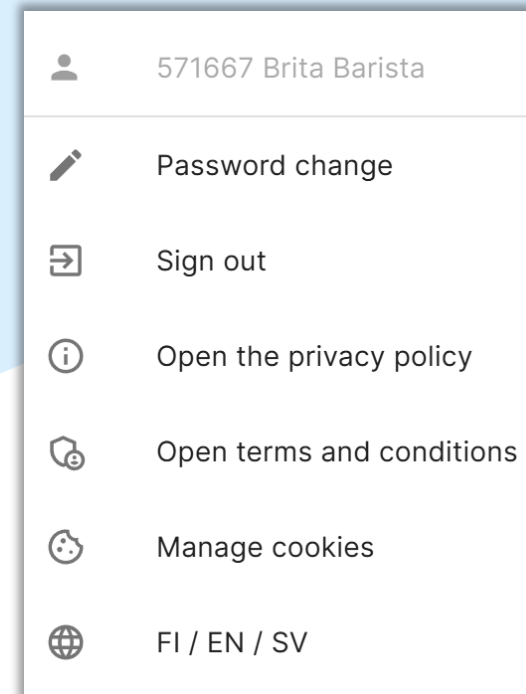 571667 Brita Barista
Password change
Sign out
Open the privacy policy
Open terms and conditions
Manage cookies
FI / EN / SV